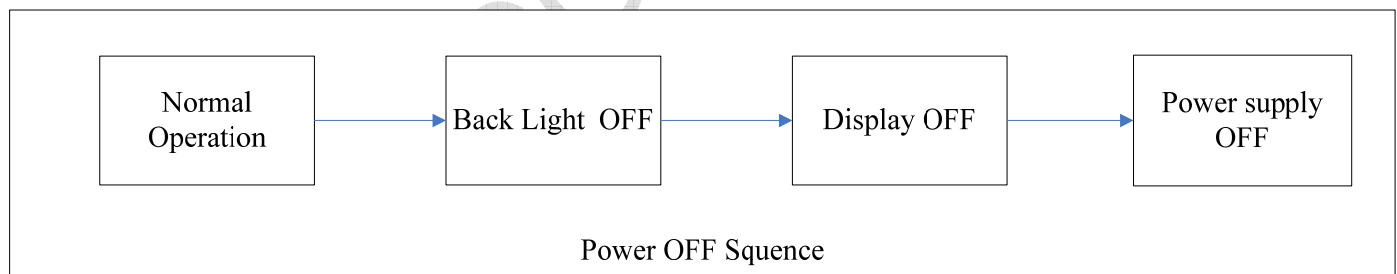 Normal
Operation
Back Light OFF
Display OFF
Power supply
OFF
Power OFF Squence